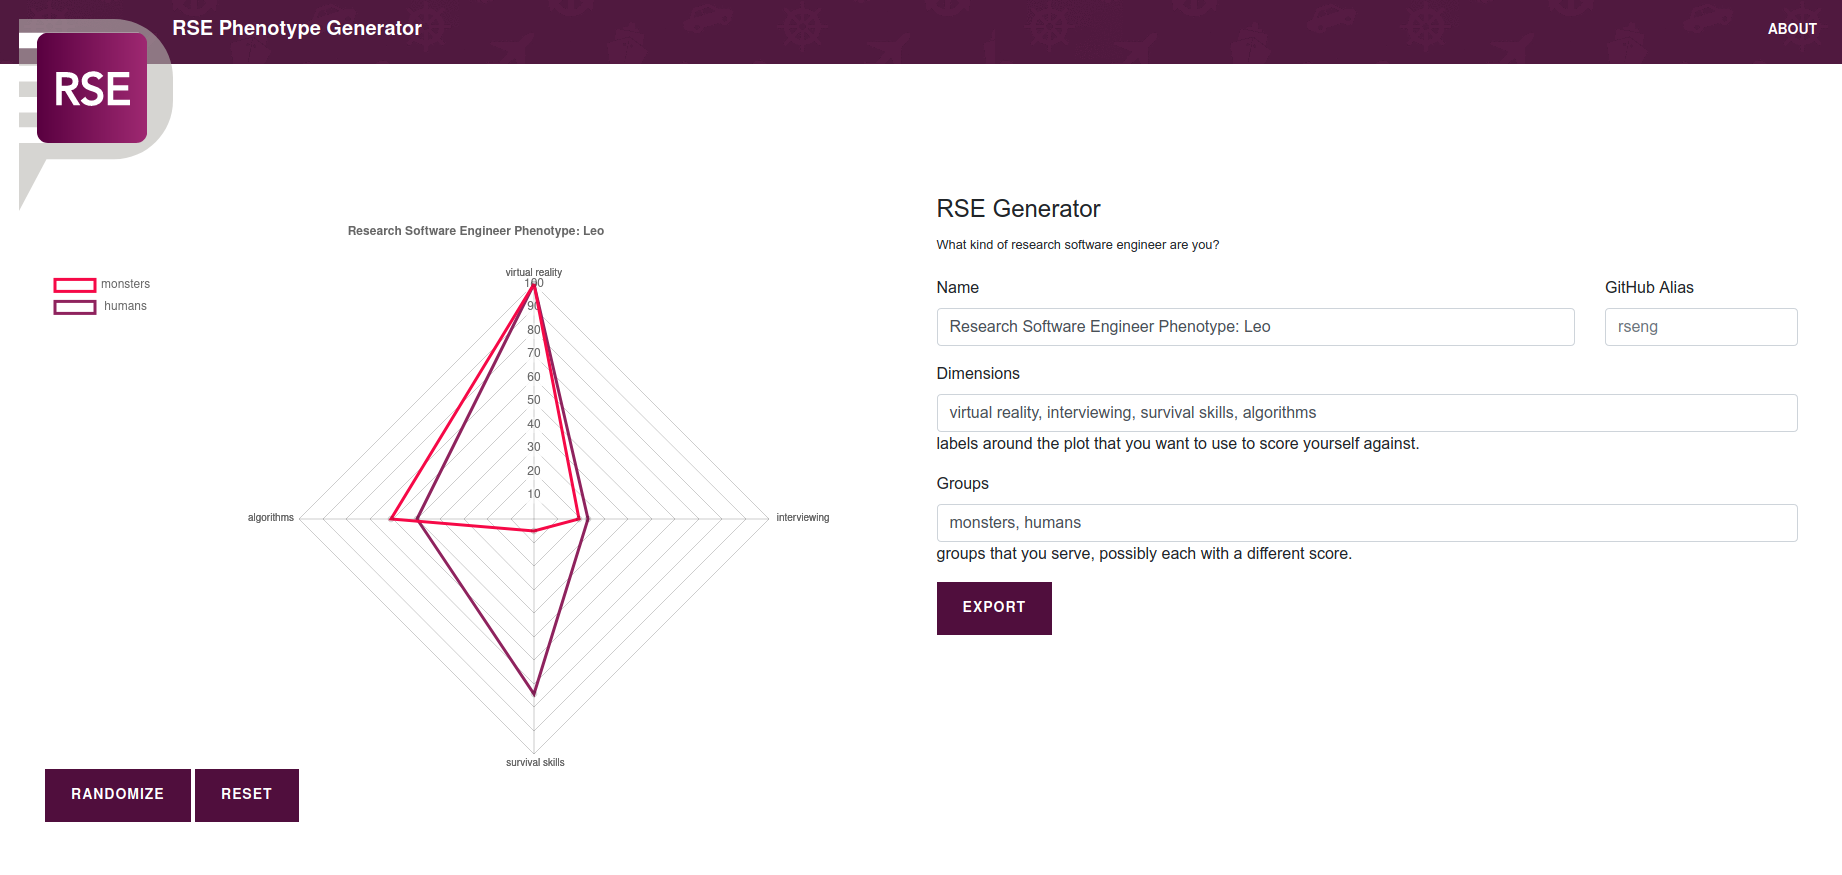 RSE Phenotype Generator
ABOUT
RSE
Research Software Engineer Phenotype: Leo
monsters
humans
virtual reality
100
90
80
70
60
50
40
30
20
10
algorithms
interviewing
survival skills
RANDOMIZE
RESET
RSE Generator
What kind of research software engineer are you?
Name
GitHub Alias
Research Software Engineer Phenotype: Leo
rseng
Dimensions
virtual reality, interviewing, survival skills, algorithms
labels around the plot that you want to use to score yourself against.
Groups
monsters, humans
groups that you serve, possibly each with a different score.
EXPORT